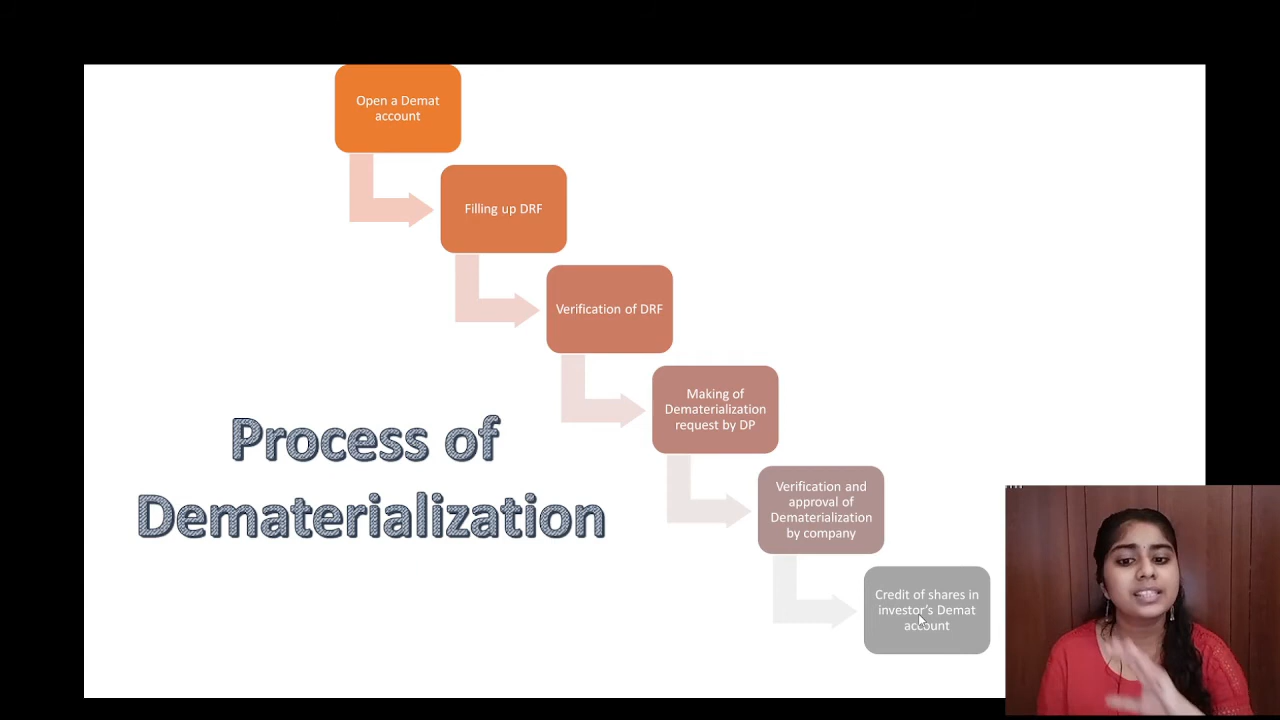 Open a Demat
account
Filling up DRF
Verification of DRF
Making of
Dematerialization
request by DP
Process of
Dematerialization
Verification and
approval of
Dematerialization
by company
Credit of shares in
investor's Demat
account